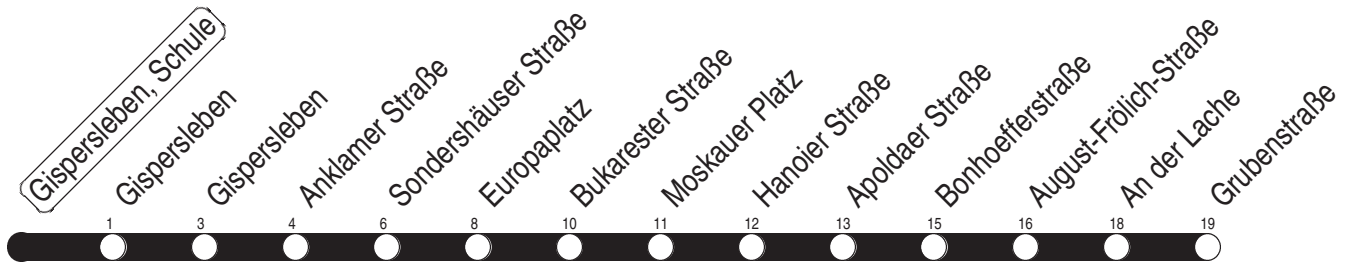 Gispersleben, Schule
Gispersleben
Gispersleben
Anklamer Straße
Sondershäuser Straße
Europaplatz
Bukarester Straße
Moskauer Platz
Hanoier Straße
Apoldaer Straße
Bonhoefferstraße
August-Frölich-Straße
An der Lache
Grubenstraße
1 3 4 6 8 10 11 12 13 15 16 18 19